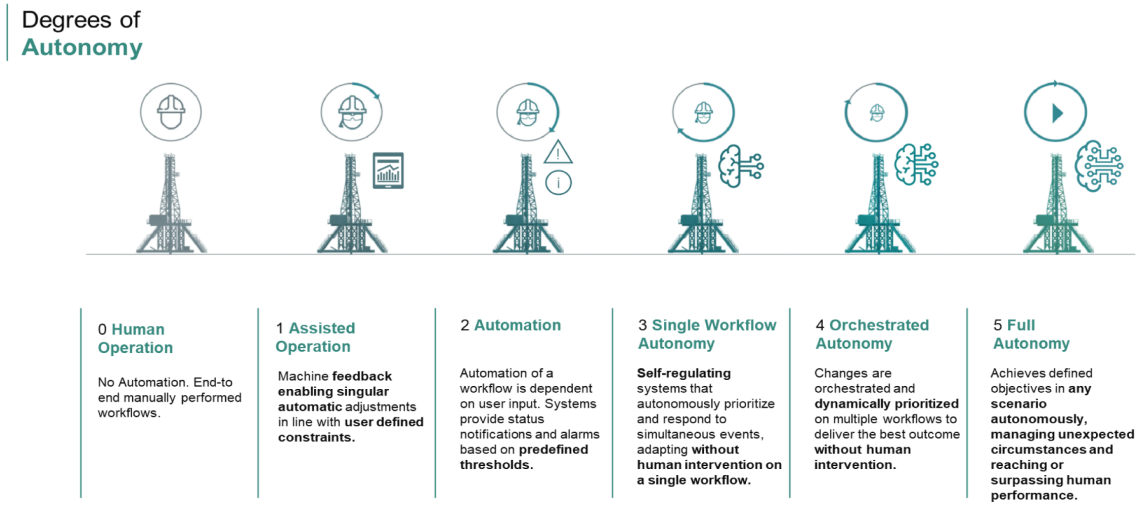 Degrees of
Autonomy
0 Human
Operation
No Automation. End-to
end manually performed
workflows.
1 Assisted
Operation
Machine feedback
enabling singular
automatic adjustments
in line with user defined
constraints.
2 Automation
Automation of a
workflow is dependent
on user input. Systems
provide status
notifications and alarms
based on predefined
thresholds.
3 Single Workflow
Autonomy
Self-regulating
systems that
autonomously prioritize
and respond to
simultaneous events,
adapting without
human intervention on
a single workflow.
4 Orchestrated
Autonomy
Changes are
orchestrated and
dynamically prioritized
on multiple workflows to
deliver the best outcome
without human
intervention.
5 Full
Autonomy
Achieves defined
objectives in any
scenario
autonomously,
managing unexpected
circumstances and
reaching or
surpassing human
performance.